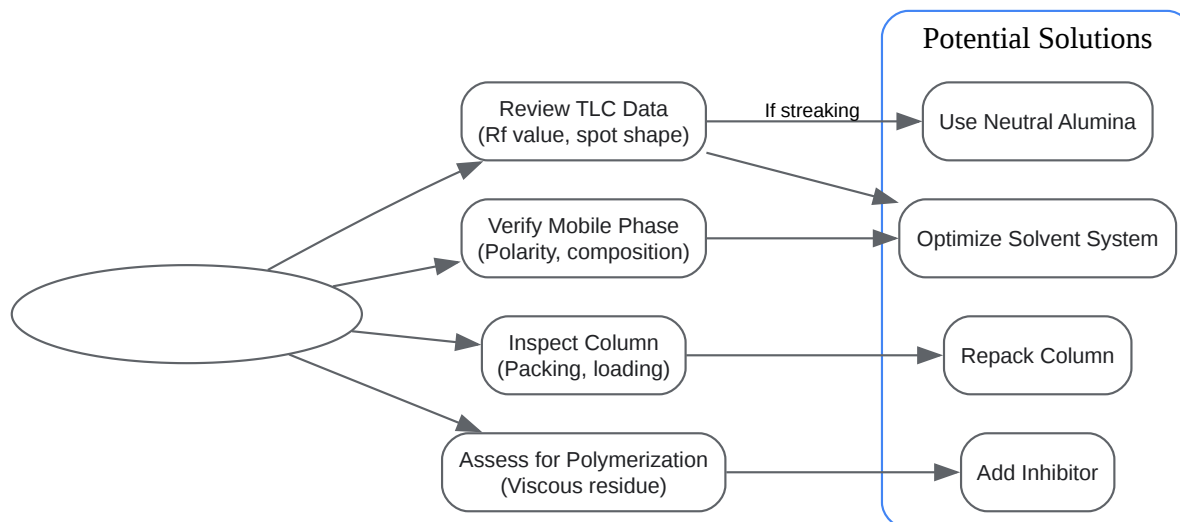 Potential Solutions
Review TLC Data
(Rf value, spot shape)
If streaking
Use Neutral Alumina
Verify Mobile Phase
(Polarity, composition)
Optimize Solvent System
Inspect Column
(Packing, loading)
Repack Column
Assess for Polymerization
(Viscous residue)
Add Inhibitor